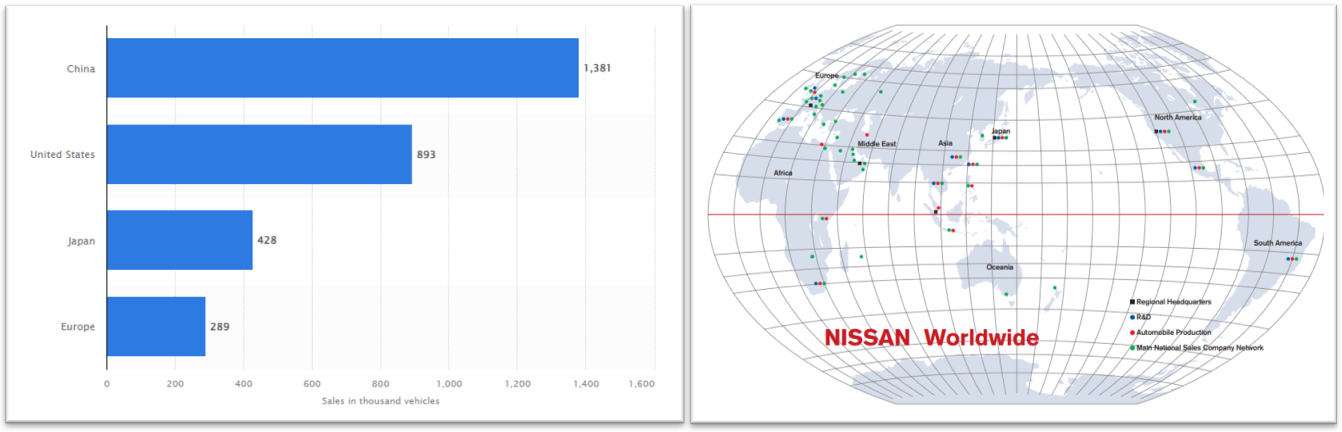 China
1,381
United States
893
Japan
428
Europe
289
0 200 400 600 800 1,000 1,200 1,400 1,600
Sales in thousand vehicles
Europe
North America
Japan
Asia
Middle East
Africa
South America
Oceania
Regional Headquarters
R&D
Automobile Production
Main National Sales Company Network
NISSAN Worldwide